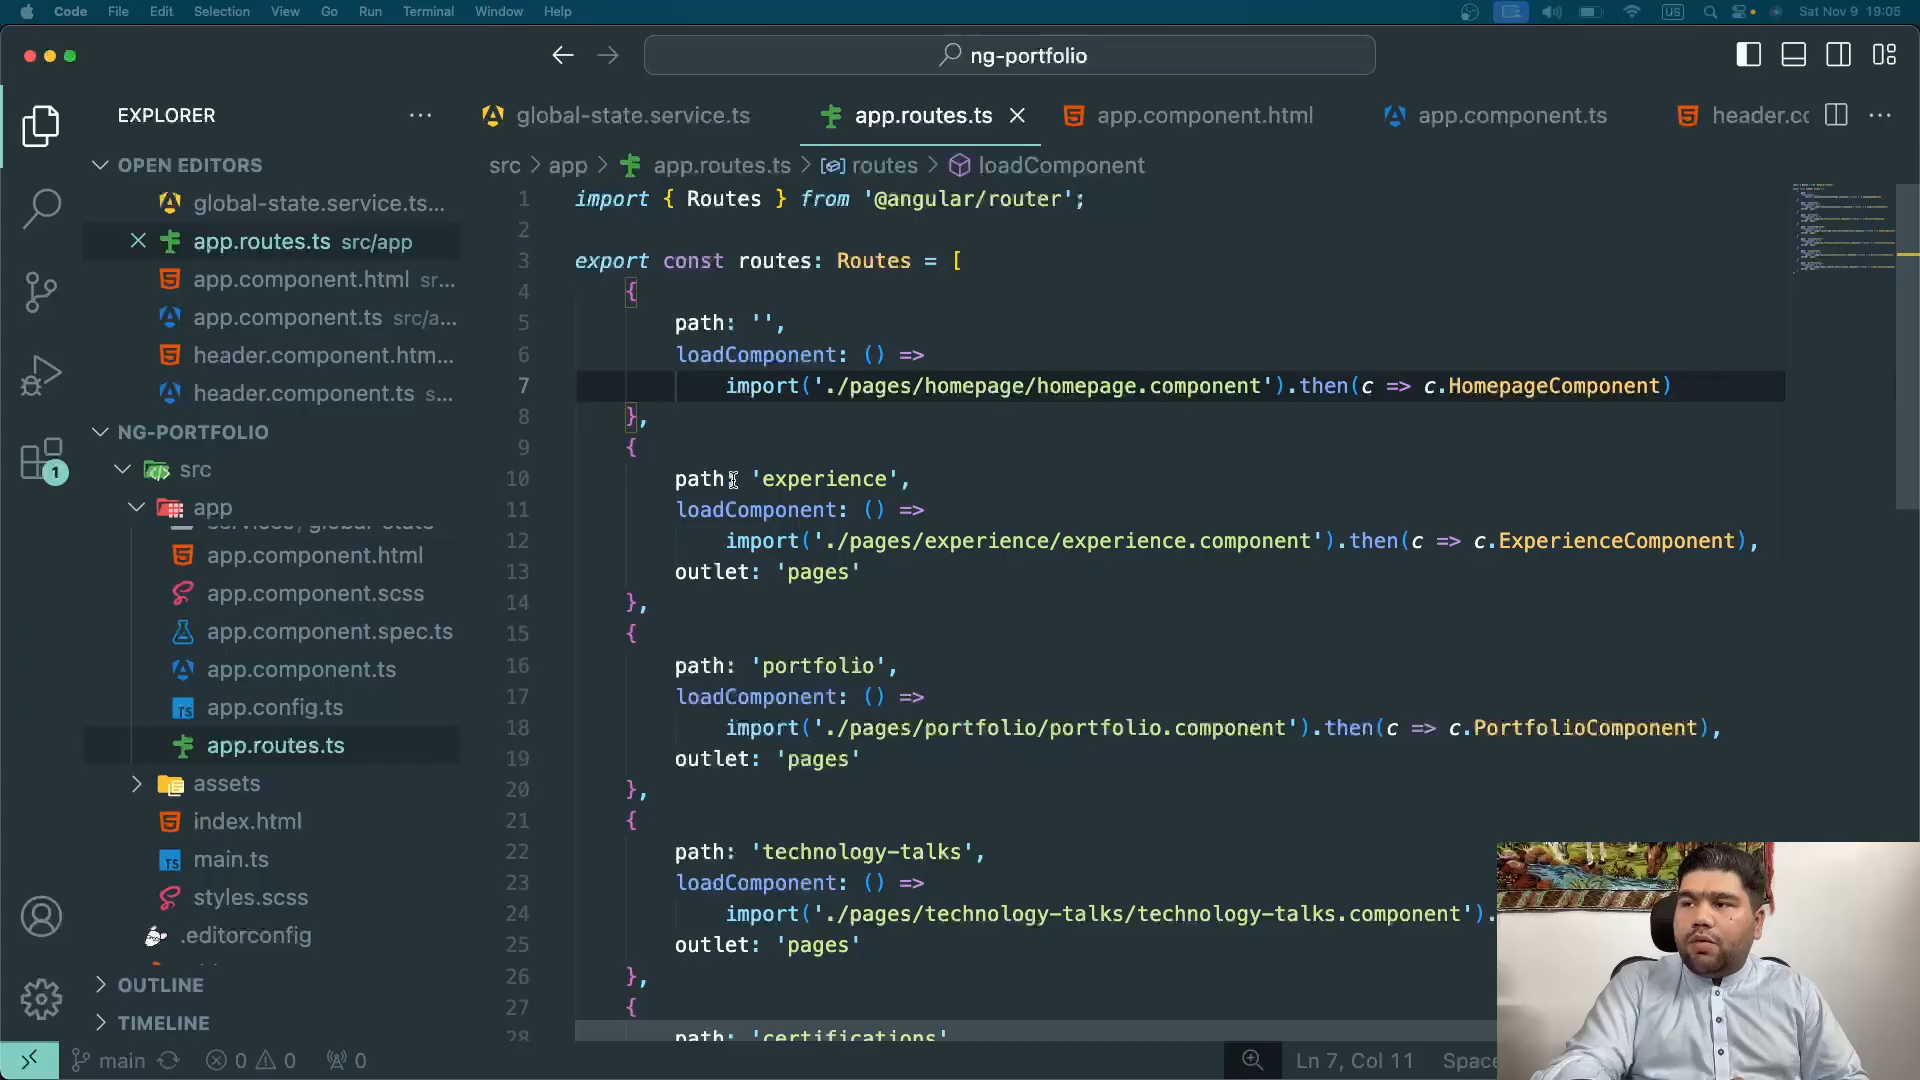 Code File Edit Selection View Go Run Terminal Window Help US Sat Nov 9 19:05
ng-portfolio
EXPLORER
OPEN EDITORS
global-state.service.ts...
app.routes.ts src/app
app.component.html sr...
app.component.ts src/a...
header.component.htm...
header.component.ts s...
NG-PORTFOLIO
src
app
services/global-state
app.component.html
app.component.scss
app.component.spec.ts
app.component.ts
app.config.ts
app.routes.ts
assets
index.html
main.ts
styles.scss
.editorconfig
OUTLINE
TIMELINE
1
global-state.service.ts app.routes.ts app.component.html app.component.ts header.cc
src > app > app.routes.ts > routes > loadComponent
1 import { Routes } from '@angular/router';
2
3 export const routes: Routes = [
4 {
5 path: '',
6 loadComponent: () =>
7 import('./pages/homepage/homepage.component').then(c => c.HomepageComponent)
8 },
9 {
10 path: 'experience',
11 loadComponent: () =>
12 import('./pages/experience/experience.component').then(c => c.ExperienceComponent),
13 outlet: 'pages'
14 },
15 {
16 path: 'portfolio',
17 loadComponent: () =>
18 import('./pages/portfolio/portfolio.component').then(c => c.PortfolioComponent),
19 outlet: 'pages'
20 },
21 {
22 path: 'technology-talks',
23 loadComponent: () =>
24 import('./pages/technology-talks/technology-talks.component').
25 outlet: 'pages'
26 },
27 {
28 path: 'certifications'
main 0 0 0 Ln 7, Col 11 Space